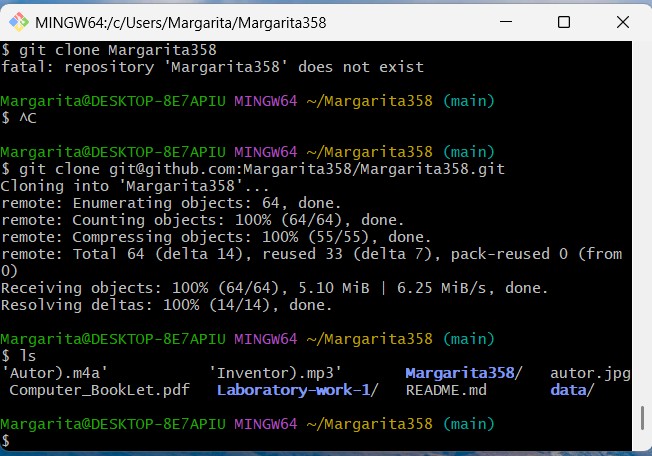 MINGW64:/c/Users/Margarita/Margarita358
$ git clone Margarita358
fatal: repository 'Margarita358' does not exist
Margarita@DESKTOP-8E7APIU MINGW64 ~/Margarita358 (main)
$ ^C
Margarita@DESKTOP-8E7APIU MINGW64 ~/Margarita358 (main)
$ git clone git@github.com:Margarita358/Margarita358.git
Cloning into 'Margarita358'...
remote: Enumerating objects: 64, done.
remote: Counting objects: 100% (64/64), done.
remote: Compressing objects: 100% (55/55), done.
remote: Total 64 (delta 14), reused 33 (delta 7), pack-reused 0 (from
0)
Receiving objects: 100% (64/64), 5.10 MiB | 6.25 MiB/s, done.
Resolving deltas: 100% (14/14), done.
Margarita@DESKTOP-8E7APIU MINGW64 ~/Margarita358 (main)
$ ls
'Autor).m4a' 'Inventor).mp3' Margarita358/ autor.jpg
Computer_BookLet.pdf Laboratory-work-1/ README.md data/
Margarita@DESKTOP-8E7APIU MINGW64 ~/Margarita358 (main)
$